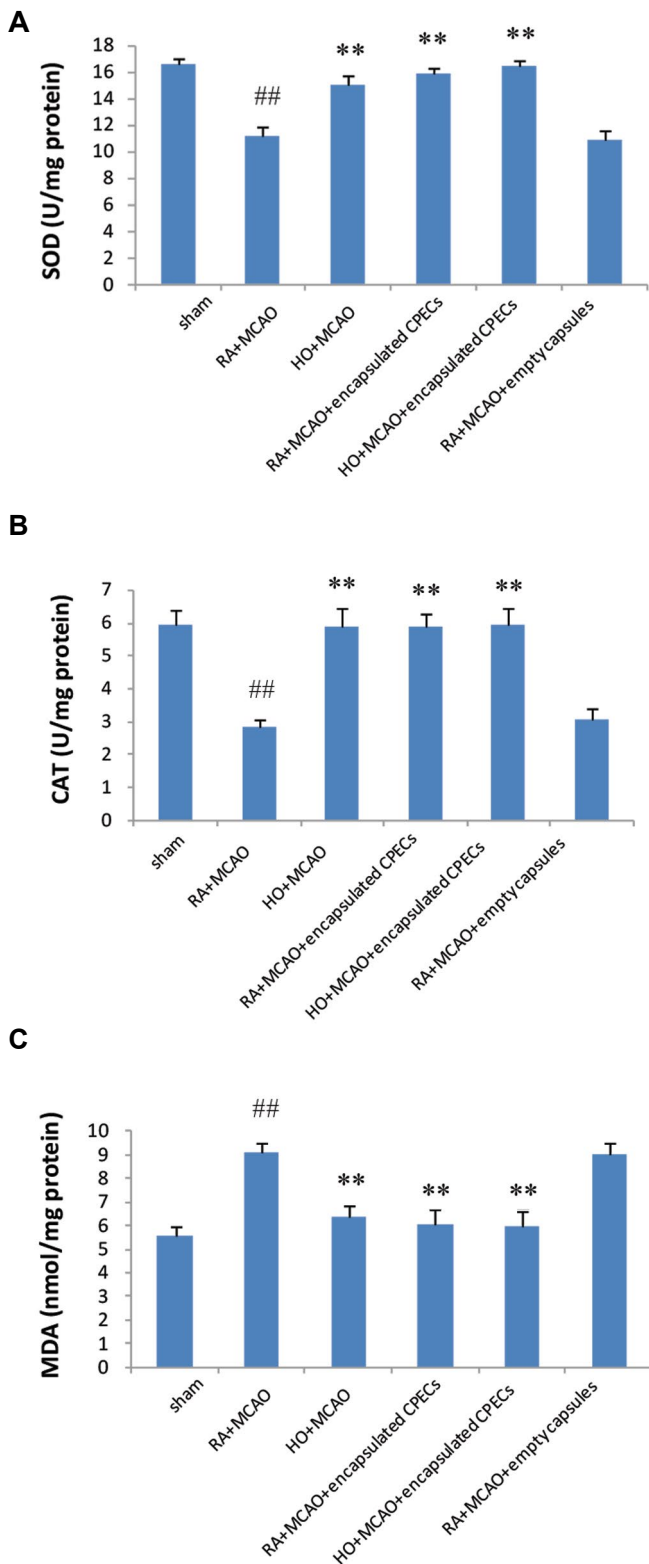 A
SOD (U/mg protein)
18
16
14
12
10
8
6
4
2
0
##
**
**
**
sham
RA+MCAO
HO+MCAO
RA+MCAO+encapsulated CPECs
HO+MCAO+encapsulated CPECs
RA+MCAO+empty capsules
B
CAT (U/mg protein)
7
6
5
4
3
2
1
0
##
**
**
**
sham
RA+MCAO
HO+MCAO
RA+MCAO+encapsulated CPECs
HO+MCAO+encapsulated CPECs
RA+MCAO+empty capsules
C
MDA (nmol/mg protein)
10
9
8
7
6
5
4
3
2
1
0
##
**
**
**
sham
RA+MCAO
HO+MCAO
RA+MCAO+encapsulated CPECs
HO+MCAO+encapsulated CPECs
RA+MCAO+empty capsules